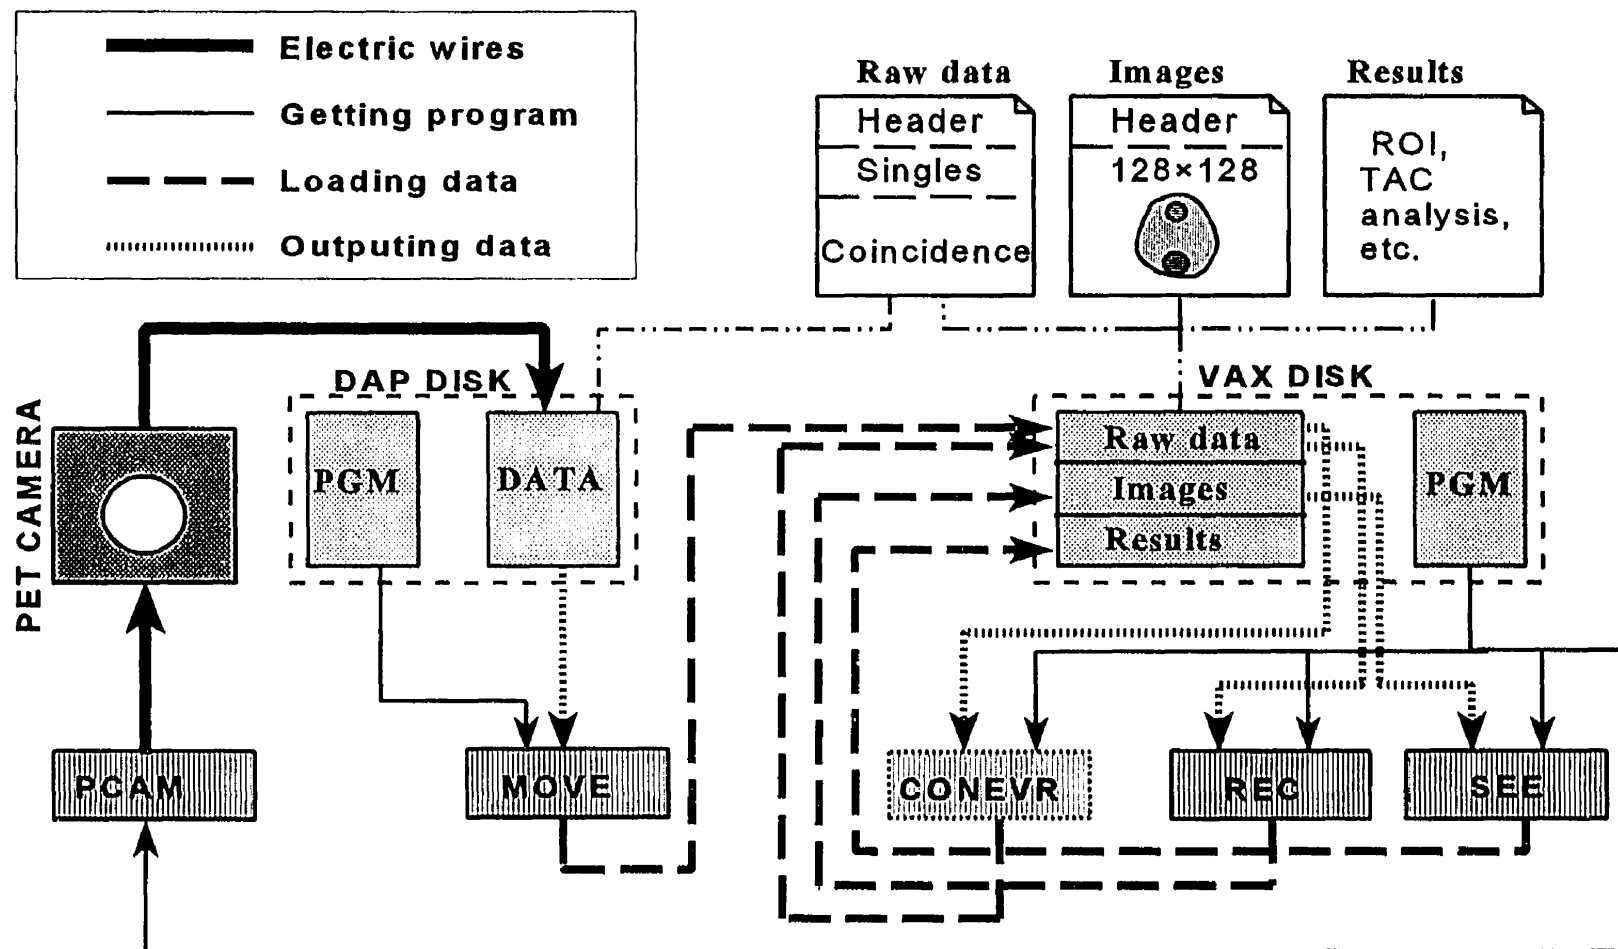 Electric wires
Getting program
Loading data
Outputing data
Raw data
Images
Results
Header
Singles
Coincidence
Header
128×128
ROI,
TAC
analysis,
etc.
DAP DISK
VAX DISK
PET CAMERA
PGM
DATA
Raw data
Images
Results
PGM
PCAM
MOVE
CONEVR
REC
SEE